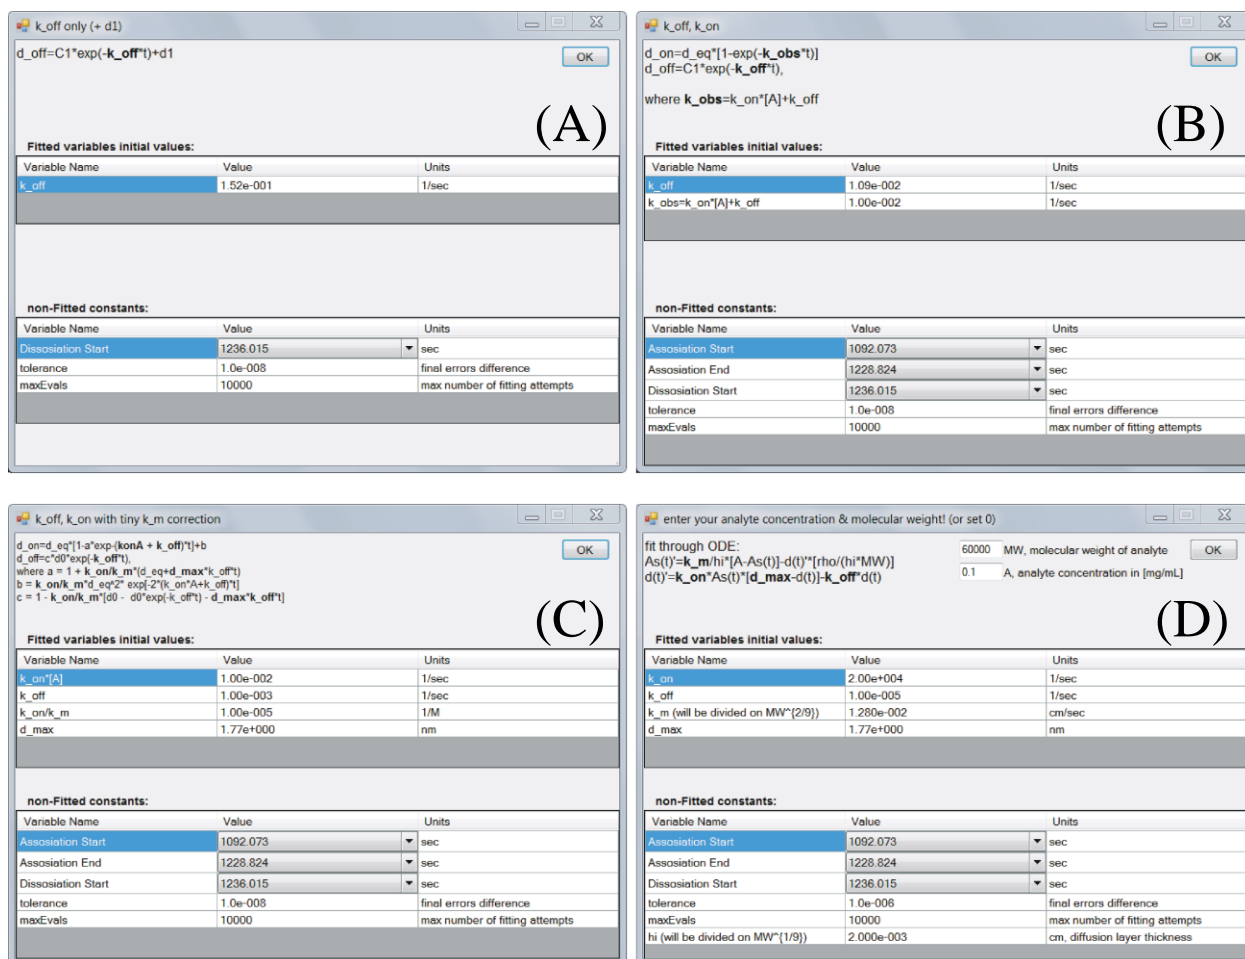 k_off only (+ d1)
d_off=C1*exp(-k_off*t)+d1
OK
(A)
Fitted variables initial values:
Variable Name Value Units
k_off 1.52e-001 1/sec
non-Fitted constants:
Variable Name Value Units
Dissosiation Start 1236.015 sec
tolerance 1.0e-008 final errors difference
maxEvals 10000 max number of fitting attempts
k_off, k_on
d_on=d_eq*[1-exp(-k_obs*t)]
d_off=C1*exp(-k_off*t),
where k_obs=k_on*[A]+k_off
OK
(B)
Fitted variables initial values:
Variable Name Value Units
k_off 1.09e-002 1/sec
k_obs=k_on*[A]+k_off 1.00e-002 1/sec
non-Fitted constants:
Variable Name Value Units
Assosiation Start 1092.073 sec
Assosiation End 1228.824 sec
Dissosiation Start 1236.015 sec
tolerance 1.0e-008 final errors difference
maxEvals 10000 max number of fitting attempts
k_off, k_on with tiny k_m correction
d_on=d_eq*[1-a*exp-(konA + k_off)*t]+b
d_off=c*d0*exp(-k_off*t),
where a = 1 + k_on/k_m*(d_eq+d_max*k_off*t)
b = k_on/k_m*d_eq^2* exp[-2*(k_on*A+k_off)*t]
c = 1 - k_on/k_m*[d0 - d0*exp(-k_off*t) - d_max*k_off*t]
OK
(C)
Fitted variables initial values:
Variable Name Value Units
k_on*[A] 1.00e-002 1/sec
k_off 1.00e-003 1/sec
k_on/k_m 1.00e-005 1/M
d_max 1.77e+000 nm
non-Fitted constants:
Variable Name Value Units
Assosiation Start 1092.073 sec
Assosiation End 1228.824 sec
Dissosiation Start 1236.015 sec
tolerance 1.0e-008 final errors difference
maxEvals 10000 max number of fitting attempts
enter your analyte concentration & molecular weight! (or set 0)
fit through ODE:
As(t)'=k_m/hi*[A-As(t)]-d(t)'*[rho/(hi*MW)]
d(t)'=k_on*As(t)*[d_max-d(t)]-k_off*d(t)
60000 MW, molecular weight of analyte
0.1 A, analyte concentration in [mg/mL]
OK
(D)
Fitted variables initial values:
Variable Name Value Units
k_on 2.00e+004 1/sec
k_off 1.00e-005 1/sec
k_m (will be divided on MW^{2/9}) 1.280e-002 cm/sec
d_max 1.77e+000 nm
non-Fitted constants:
Variable Name Value Units
Assosiation Start 1092.073 sec
Assosiation End 1228.824 sec
Dissosiation Start 1236.015 sec
tolerance 1.0e-006 final errors difference
maxEvals 10000 max number of fitting attempts
hi (will be divided on MW^{1/9}) 2.000e-003 cm, diffusion layer thickness